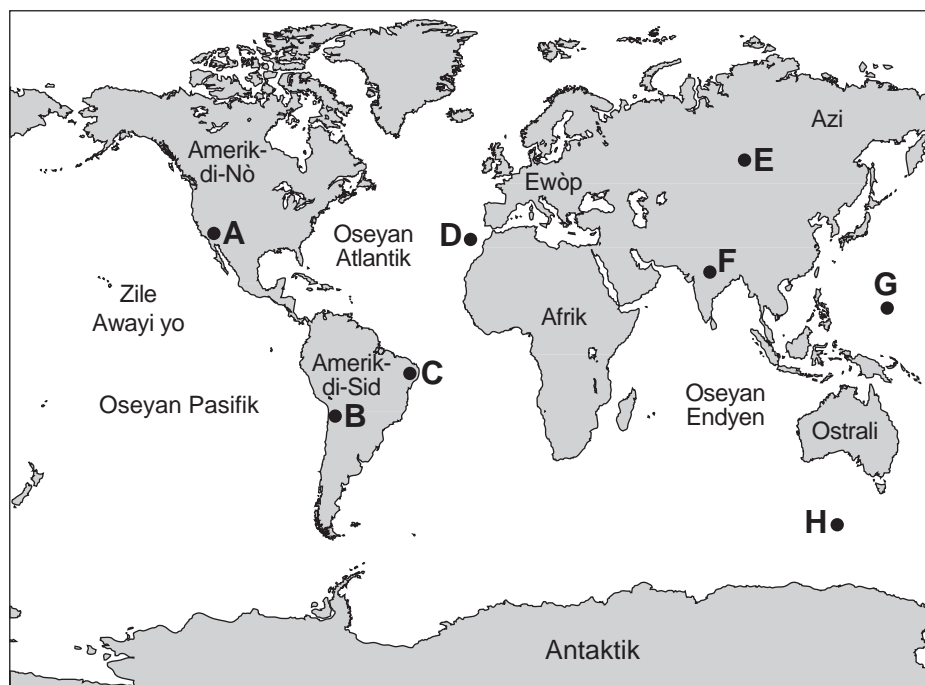 Azi
Amerik-
di-Nò
E
Ewòp
A
Oseyan
Atlantik
D
F
G
Zile
Awayi yo
Afrik
Amerik-
di-Sid
C
Oseyan Pasifik
B
Oseyan
Endyen
Ostrali
H
Antaktik